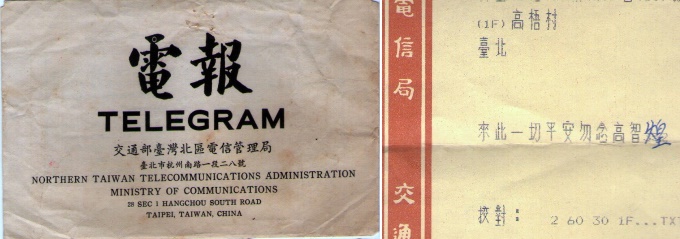 電報
TELEGRAM
交通部臺灣北區電信管理局
臺北市杭州南路一段二八號
NORTHERN TAIWAN TELECOMMUNICATIONS ADMINISTRATION
MINISTRY OF COMMUNICATIONS
28 SEC 1 HANGCHOU SOUTH ROAD
TAIPEI, TAIWAN, CHINA
電信局 交通
(1F) 高梧村
臺北
來此一切平安勿念高智煌
校對: 2 60 30 1F...TXT